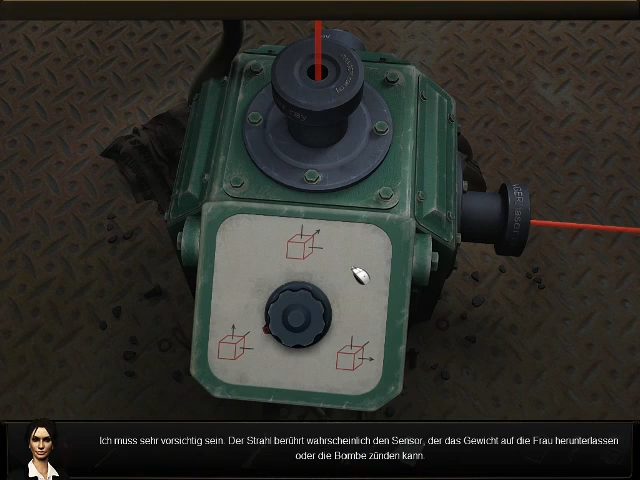 LASER
Ich muss sehr vorsichtig sein. Der Strahl berührt wahrscheinlich den Sensor, der das Gewicht auf die Frau herunterlassen
oder die Bombe zünden kann.